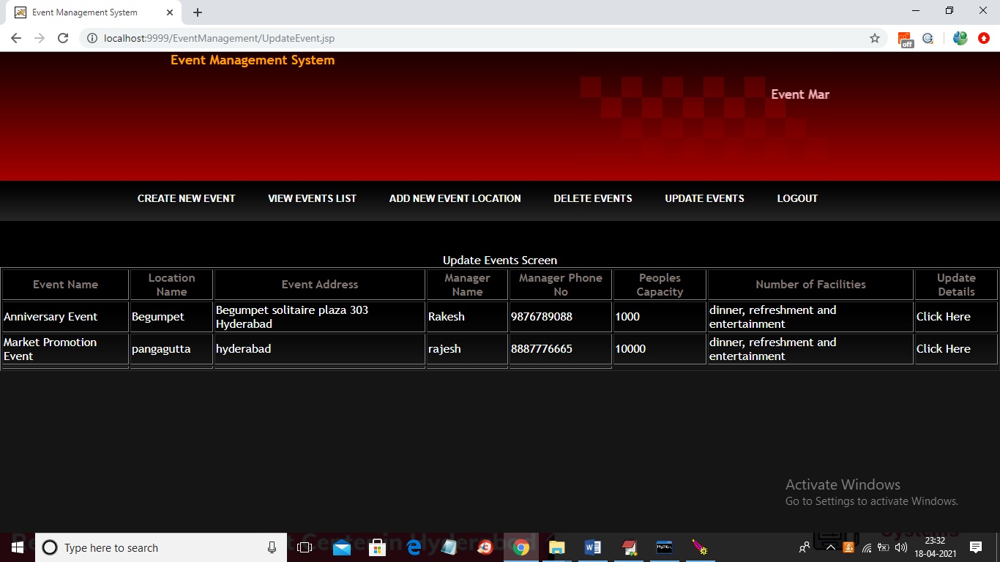 Event Management System
localhost:9999/EventManagement/UpdateEvent.jsp
off
Event Management System
Event Mar
CREATE NEW EVENT VIEW EVENTS LIST ADD NEW EVENT LOCATION DELETE EVENTS UPDATE EVENTS LOGOUT
Update Events Screen
Event Name
Location
Name
Event Address
Manager
Name
Manager Phone
No
Peoples
Capacity
Number of Facilities
Update
Details
Anniversary Event
Begumpet
Begumpet solitaire plaza 303
Hyderabad
Rakesh
9876789088
1000
dinner, refreshment and
entertainment
Click Here
Market Promotion
Event
pangagutta
hyderabad
rajesh
8887776665
10000
dinner, refreshment and
entertainment
Click Here
Activate Windows
Go to Settings to activate Windows.
Type here to search
MySQL
23:32
18-04-2021